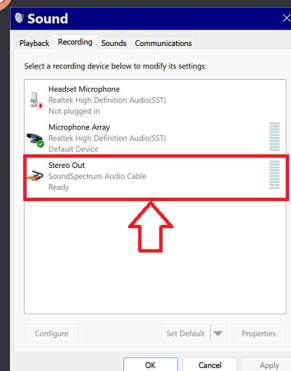 Sound
Playback Recording Sounds Communications
Select a recording device below to modify its settings:
Headset Microphone
Realtek High Definition Audio(SST)
Not plugged in
Microphone Array
Realtek High Definition Audio(SST)
Default Device
Stereo Out
SoundSpectrum Audio Cable
Ready
Configure Set Default Properties
OK Cancel Apply